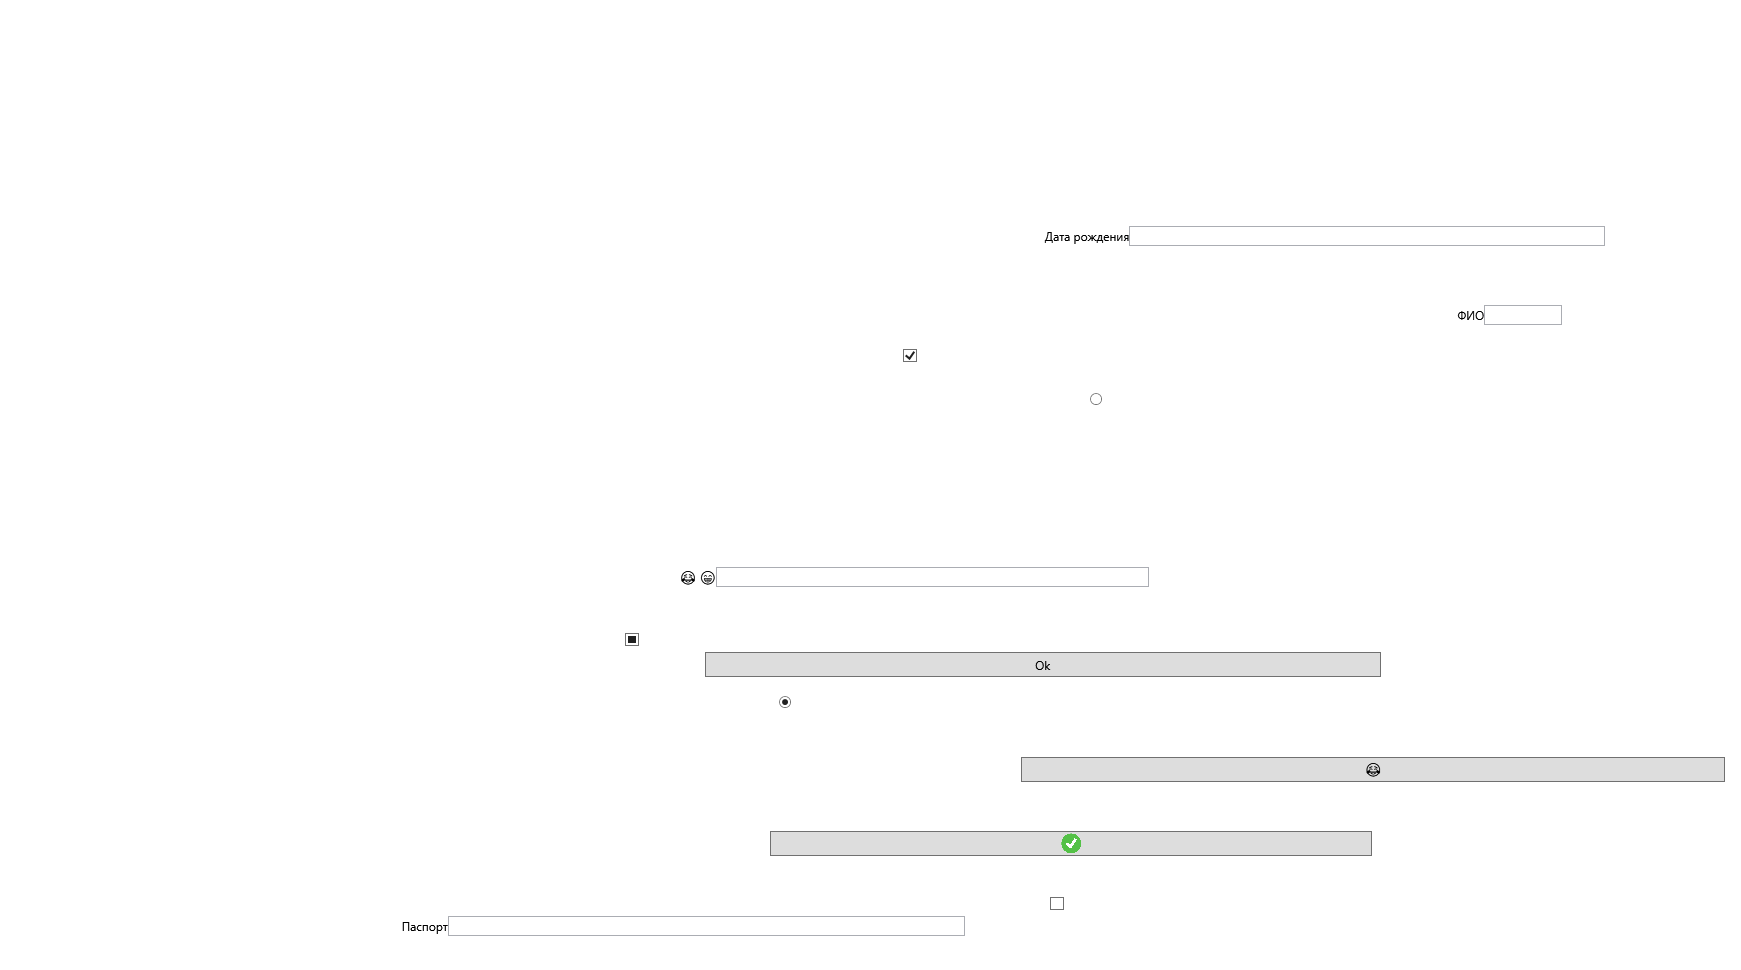 Дата рождения
ФИО
😂 😁
Ok
😂
Паспорт